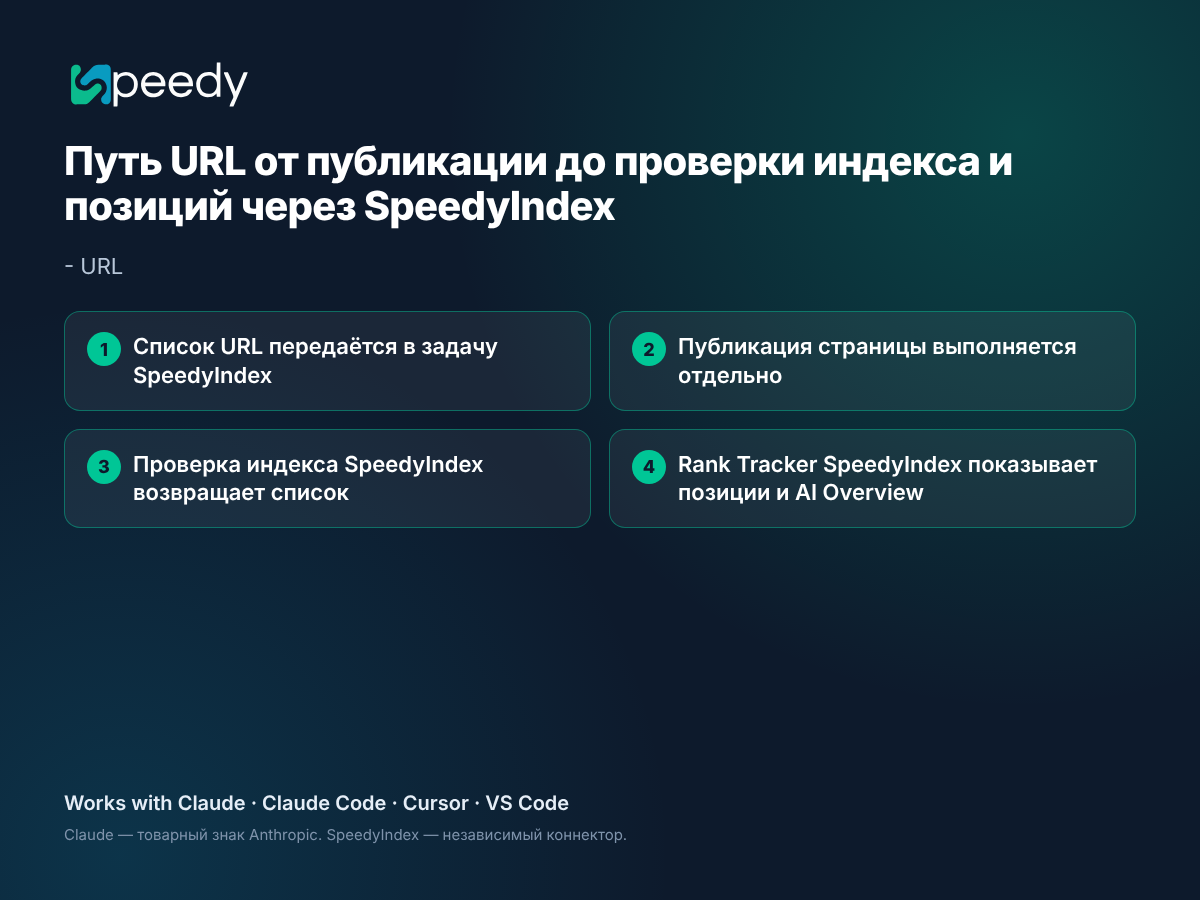 Speedy
Путь URL от публикации до проверки индекса и
позиций через SpeedyIndex
- URL
1 Список URL передаётся в задачу
SpeedyIndex
2 Публикация страницы выполняется
отдельно
3 Проверка индекса SpeedyIndex
возвращает список
4 Rank Tracker SpeedyIndex показывает
позиции и AI Overview
Works with Claude · Claude Code · Cursor · VS Code
Claude — товарный знак Anthropic. SpeedyIndex — независимый коннектор.